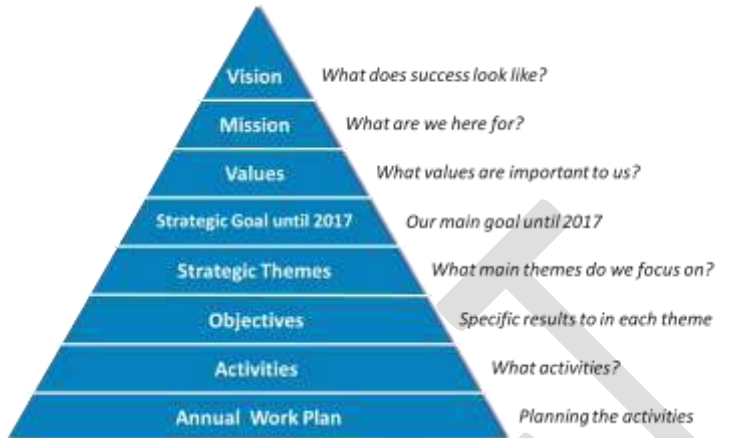 Vision What does success look like?
Mission What are we here for?
Values What values are important to us?
Strategic Goal until 2017 Our main goal until 2017
Strategic Themes What main themes do we focus on?
Objectives Specific results to in each theme
Activities What activities?
Annual Work Plan Planning the activities